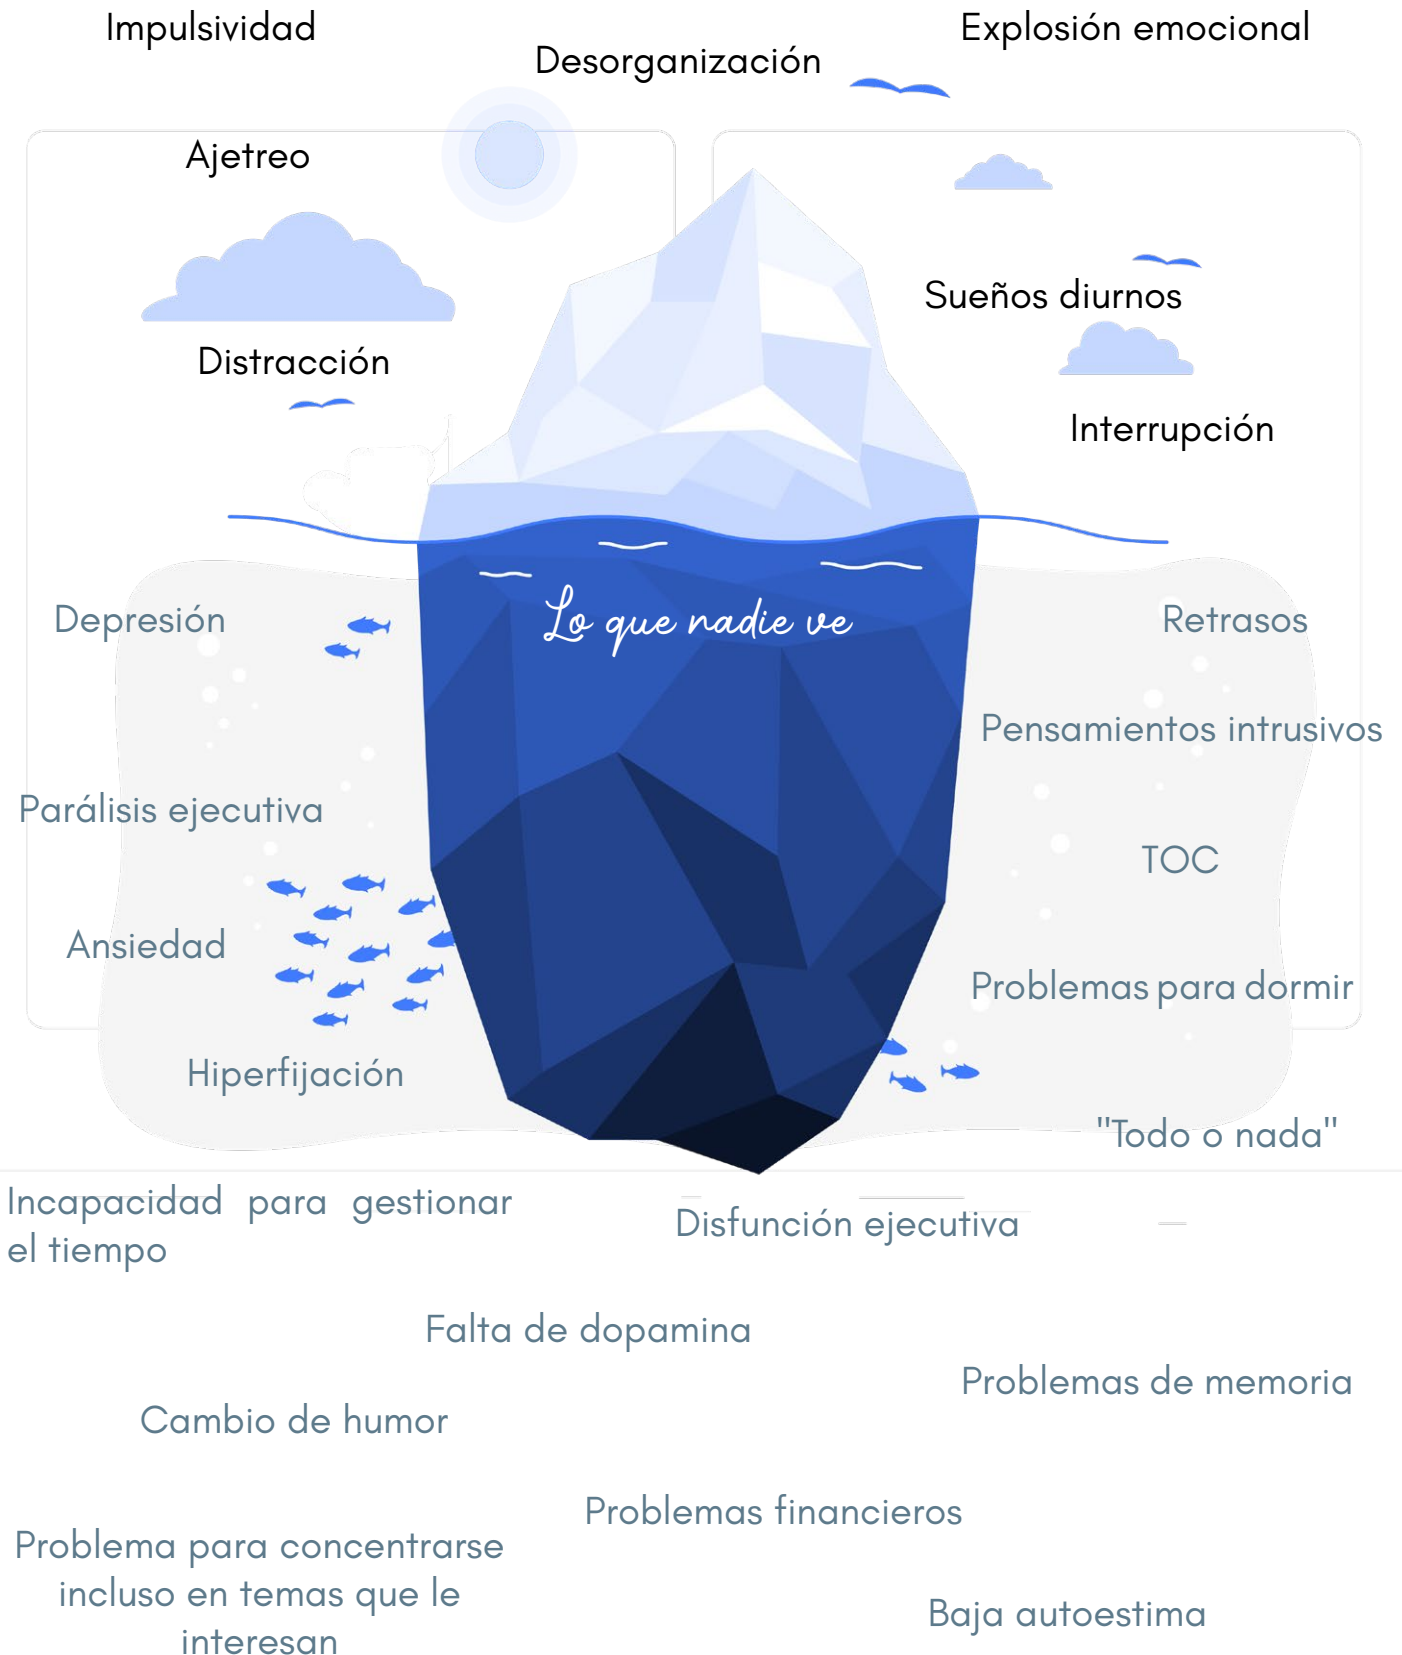 Impulsividad
Explosión emocional
Desorganización
Ajetreo
Sueños diurnos
Distracción
Interrupción
Lo que nadie ve
Depresión
Retrasos
Pensamientos intrusivos
Parálisis ejecutiva
TOC
Ansiedad
Problemas para dormir
Hiperfijación
"Todo o nada"
Incapacidad para gestionar
el tiempo
Disfunción ejecutiva
Falta de dopamina
Problemas de memoria
Cambio de humor
Problemas financieros
Problema para concentrarse
incluso en temas que le
interesan
Baja autoestima